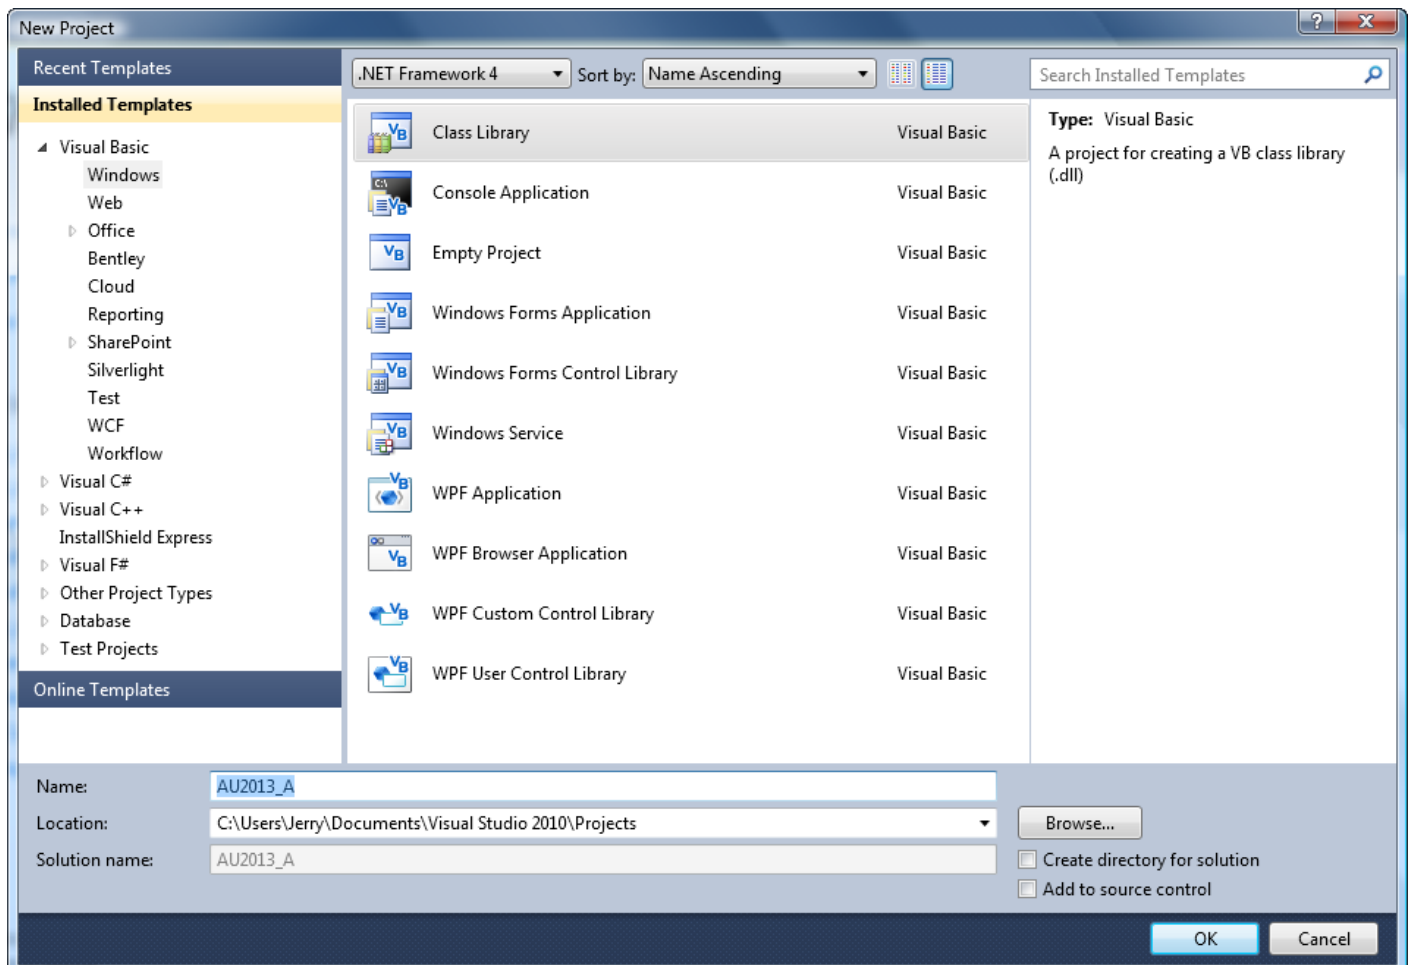 New Project
?
X
Recent Templates
Installed Templates
Visual Basic
Windows
Web
Office
Bentley
Cloud
Reporting
SharePoint
Silverlight
Test
WCF
Workflow
Visual C#
Visual C++
InstallShield Express
Visual F#
Other Project Types
Database
Test Projects
Online Templates
.NET Framework 4
Sort by: Name Ascending
Search Installed Templates
Class Library Visual Basic
Console Application Visual Basic
Empty Project Visual Basic
Windows Forms Application Visual Basic
Windows Forms Control Library Visual Basic
Windows Service Visual Basic
WPF Application Visual Basic
WPF Browser Application Visual Basic
WPF Custom Control Library Visual Basic
WPF User Control Library Visual Basic
Type: Visual Basic
A project for creating a VB class library
(.dll)
Name: AU2013_A
Location: C:\Users\Jerry\Documents\Visual Studio 2010\Projects
Browse...
Solution name: AU2013_A
Create directory for solution
Add to source control
OK
Cancel